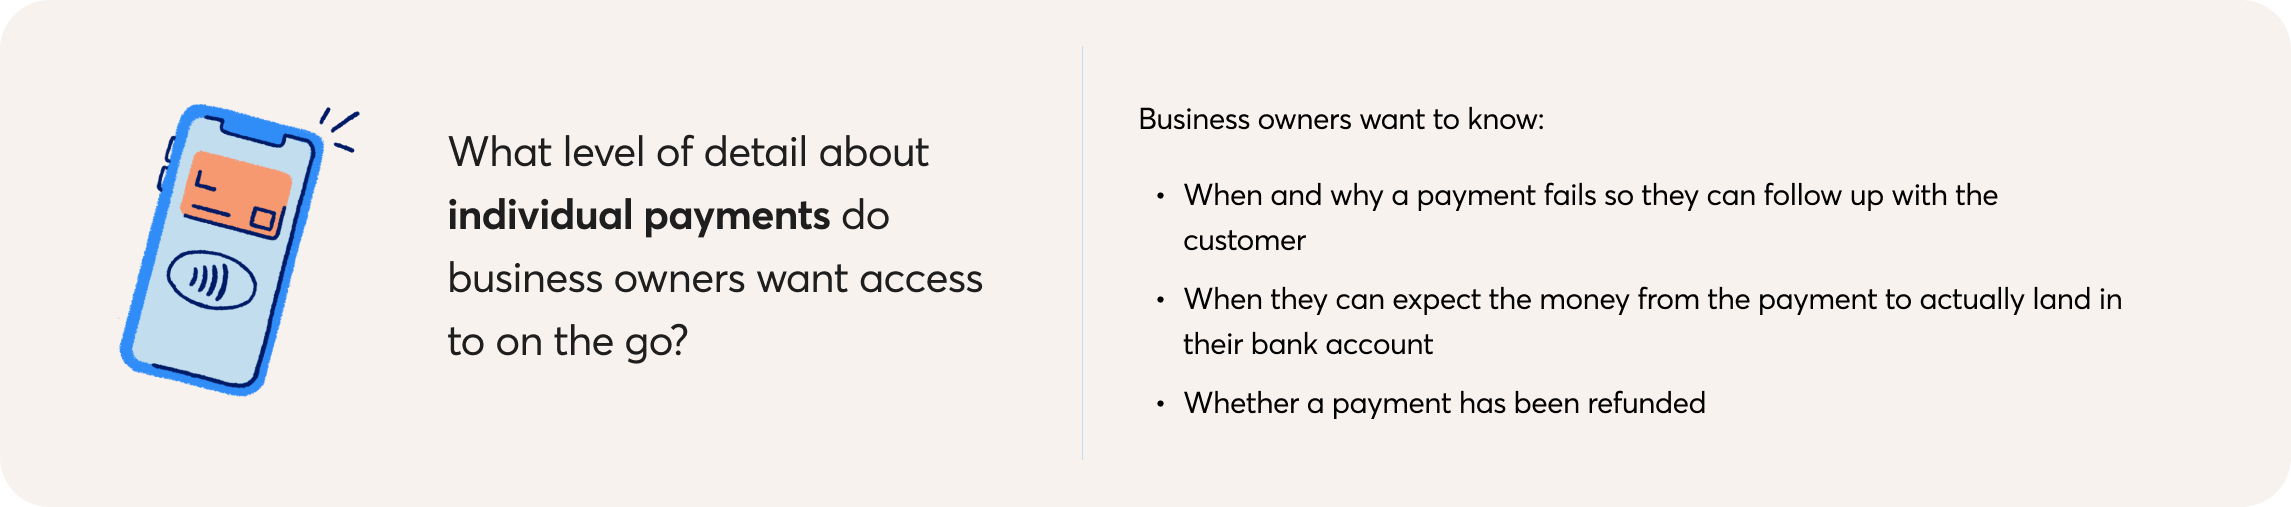 What level of detail about
individual payments do
business owners want access
to on the go?
Business owners want to know:
• When and why a payment fails so they can follow up with the
customer
• When they can expect the money from the payment to actually land in
their bank account
• Whether a payment has been refunded